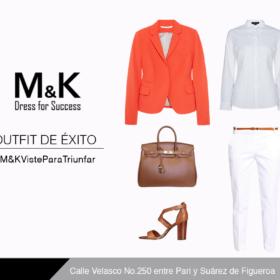 M&K
Dress for Success
OUTFIT DE ÉXITO
M&KVisteParaTriunfar
Calle Velasco No.250 entre Pari y Suárez de Figueroa